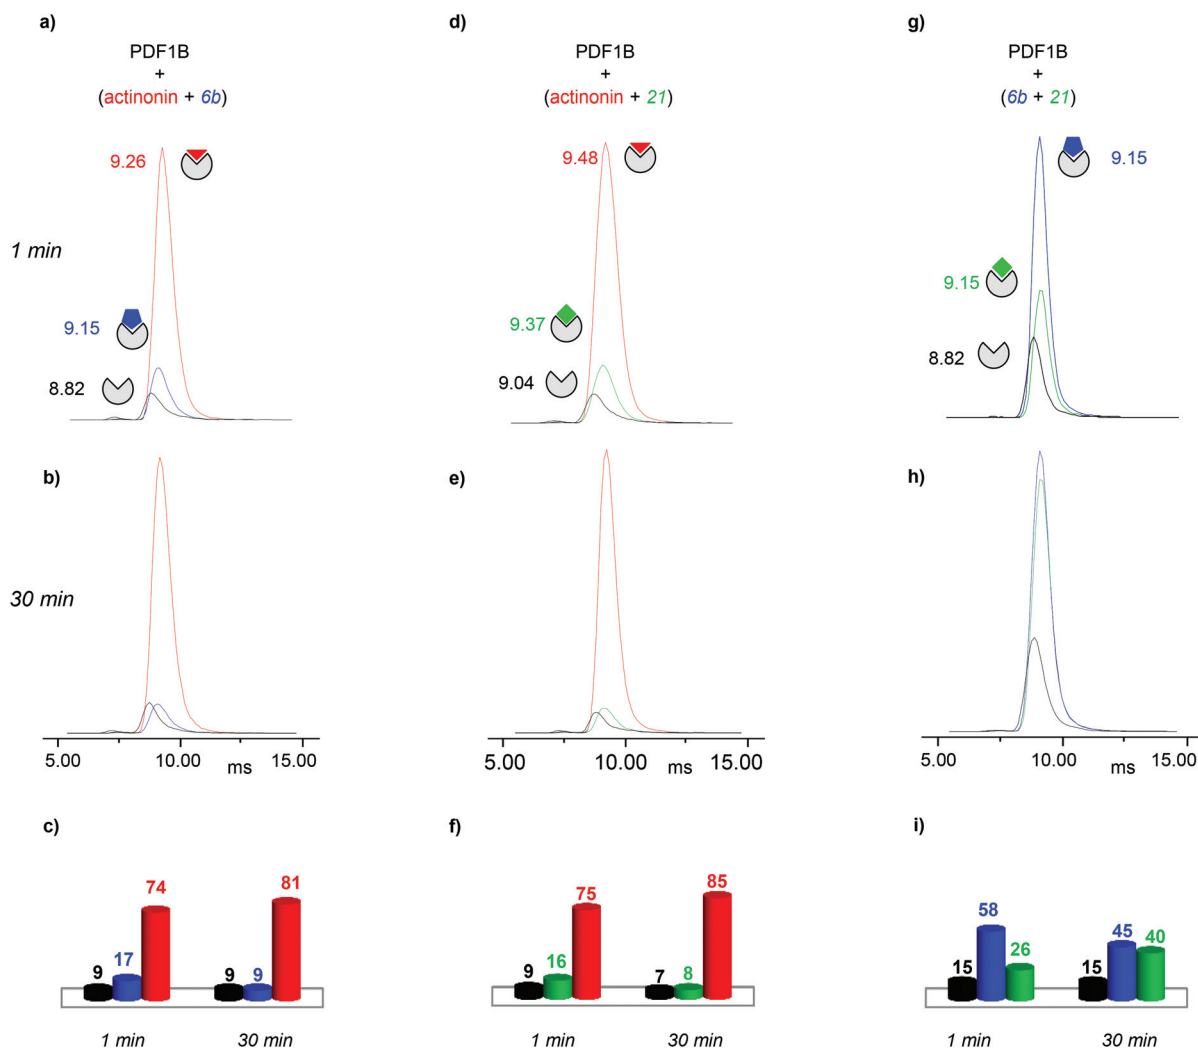 a)
PDF1B
+
(actinonin + 6b)
9.26
1 min
9.15
8.82
b)
30 min
5.00 10.00 ms 15.00
c)
9 17 74 9 9 81
1 min 30 min
d)
PDF1B
+
(actinonin + 21)
9.48
9.37
9.04
e)
5.00 10.00 ms 15.00
f)
9 16 75 7 8 85
1 min 30 min
g)
PDF1B
+
(6b + 21)
9.15
9.15
8.82
h)
5.00 10.00 ms 15.00
i)
15 58 26 15 45 40
1 min 30 min